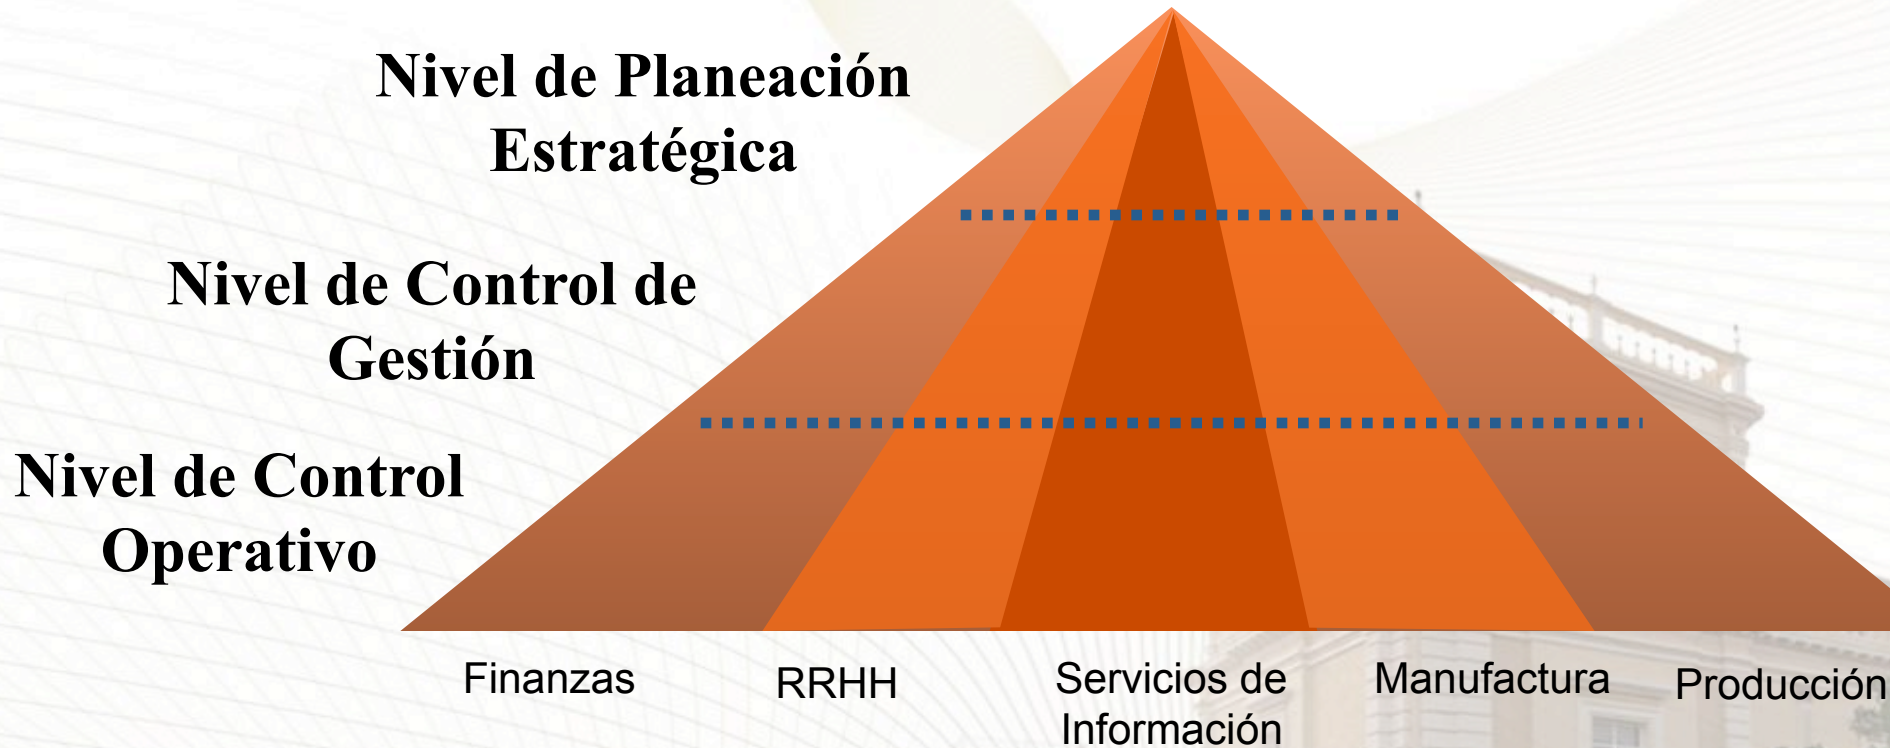 Nivel de Planeación
Estratégica
Nivel de Control de
Gestión
Nivel de Control
Operativo
Finanzas
RRHH
Servicios de
Información
Manufactura
Producción